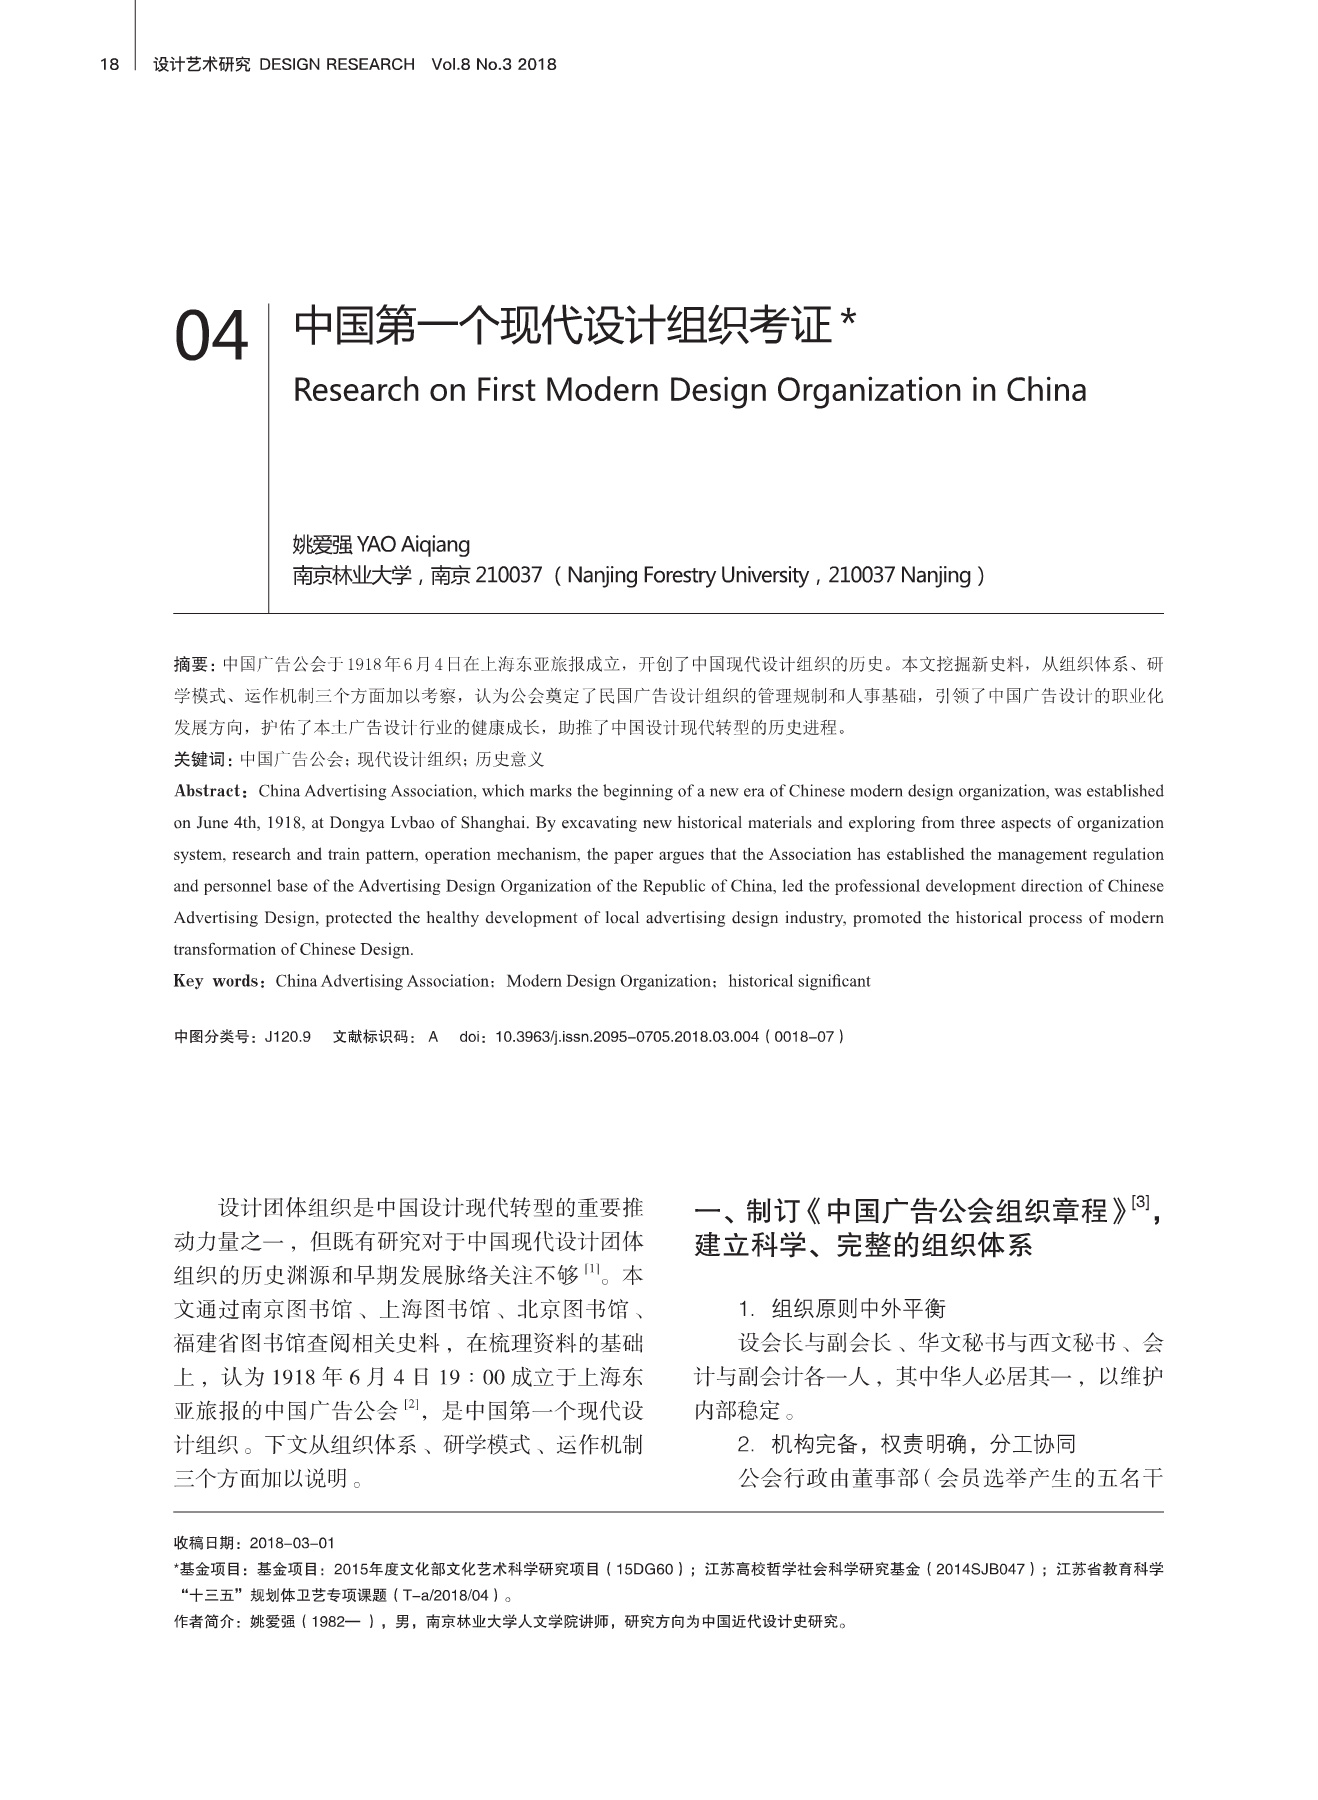 18 设计艺术研究 DESIGN RESEARCH Vol.8 No.3 2018
04
中国第一个现代设计组织考证*
Research on First Modern Design Organization in China
姚爱强 YAO Aiqiang
南京林业大学，南京 210037（Nanjing Forestry University，210037 Nanjing）
摘要：中国广告公会于1918年6月4日在上海东亚旅报成立，开创了中国现代设计组织的历史。本文挖掘新史料，从组织体系、研
学模式、运作机制三个方面加以考察，认为公会奠定了民国广告设计组织的管理规制和人事基础，引领了中国广告设计的职业化
发展方向，护佑了本土广告设计行业的健康成长，助推了中国设计现代转型的历史进程。
关键词：中国广告公会；现代设计组织；历史意义
Abstract：China Advertising Association, which marks the beginning of a new era of Chinese modern design organization, was established
on June 4th, 1918, at Dongya Lvbao of Shanghai. By excavating new historical materials and exploring from three aspects of organization
system, research and train pattern, operation mechanism, the paper argues that the Association has established the management regulation
and personnel base of the Advertising Design Organization of the Republic of China, led the professional development direction of Chinese
Advertising Design, protected the healthy development of local advertising design industry, promoted the historical process of modern
transformation of Chinese Design.
Key words：China Advertising Association；Modern Design Organization；historical significant
中图分类号：J120.9 文献标识码：A doi：10.3963/j.issn.2095-0705.2018.03.004（0018-07）
设计团体组织是中国设计现代转型的重要推
动力量之一，但既有研究对于中国现代设计团体
组织的历史渊源和早期发展脉络关注不够[1]。本
文通过南京图书馆、上海图书馆、北京图书馆、
福建省图书馆查阅相关史料，在梳理资料的基础
上，认为1918年6月4日19：00成立于上海东
亚旅报的中国广告公会[2]，是中国第一个现代设
计组织。下文从组织体系、研学模式、运作机制
三个方面加以说明。
一、制订《中国广告公会组织章程》[3]，
建立科学、完整的组织体系
1. 组织原则中外平衡
设会长与副会长、华文秘书与西文秘书、会
计与副会计各一人，其中华人必居其一，以维护
内部稳定。
2. 机构完备，权责明确，分工协同
公会行政由董事部（会员选举产生的五名干
收稿日期：2018-03-01
*基金项目：基金项目：2015年度文化部文化艺术科学研究项目（15DG60）；江苏高校哲学社会科学研究基金（2014SJB047）；江苏省教育科学
“十三五”规划体卫艺专项课题（T-a/2018/04）。
作者简介：姚爱强（1982— ），男，南京林业大学人文学院讲师，研究方向为中国近代设计史研究。